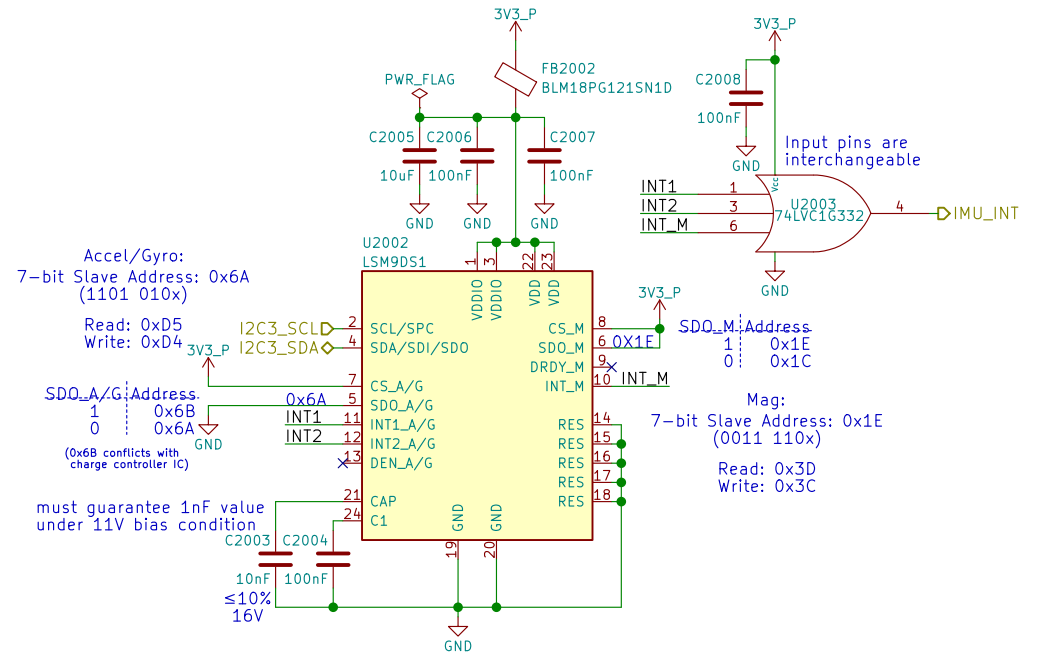 3V3_P
FB2002
BLM18PG121SN1D
PWR_FLAG
C2005
10uF
C2006
100nF
C2007
100nF
GND
GND
GND
3V3_P
C2008
100nF
GND
Input pins are
interchangeable
INT1
1
INT2
3
INT_M
6
Vcc
U2003
74LVC1G332
4
IMU_INT
GND
Accel/Gyro:
7-bit Slave Address: 0x6A
(1101 010x)
Read: 0xD5
Write: 0xD4
U2002
LSM9DS1
1
3
22
23
VDDIO
VDDIO
VDD
VDD
I2C3_SCL
2
SCL/SPC
I2C3_SDA
4
SDA/SDI/SDO
3V3_P
7
CS_A/G
0x6A
5
SDO_A/G
GND
INT1
11
INT1_A/G
INT2
12
INT2_A/G
13
DEN_A/G
21
CAP
24
C1
SDO_A/G Address
1 0x6B
0 0x6A
(0x6B conflicts with
charge controller IC)
must guarantee 1nF value
under 11V bias condition
C2003
10nF
≤10%
16V
C2004
100nF
CS_M
8
SDO_M
6
0X1E
DRDY_M
9
INT_M
10
INT_M
RES
14
RES
15
RES
16
RES
17
RES
18
GND
GND
19
20
GND
3V3_P
SDO_M Address
1 0x1E
0 0x1C
Mag:
7-bit Slave Address: 0x1E
(0011 110x)
Read: 0x3D
Write: 0x3C